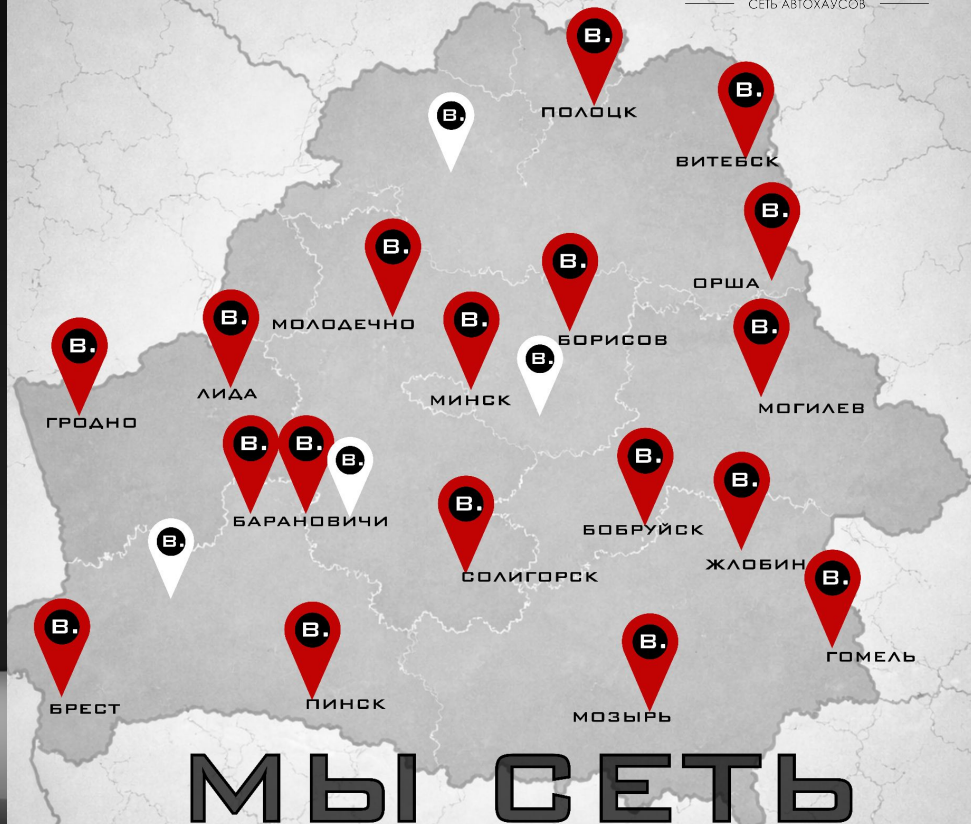 СЕТЬ АВТОХАУСОВ
B.
ПОЛОЦК
B.
ВИТЕБСК
B.
B.
ОРША
B.
МОЛОДЕЧНО
B.
БОРИСОВ
B.
ЛИДА
B.
МИНСК
B.
B.
МОГИЛЕВ
B.
ГРОДНО
B.
B.
B.
БАРАНОВИЧИ
B.
БОБРУЙСК
B.
ЖЛОБИН
B.
СОЛИГОРСК
B.
B.
ГОМЕЛЬ
B.
БРЕСТ
B.
ПИНСК
B.
МОЗЫРЬ
МЫ СЕТЬ